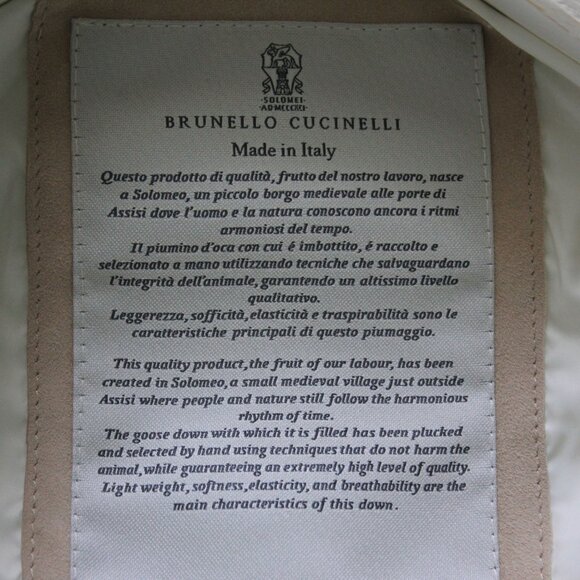 SOLOMEI
·AD·MCCCXCI·
BRUNELLO CUCINELLI
Made in Italy
Questo prodotto di qualità, frutto del nostro lavoro, nasce
a Solomeo, un piccolo borgo medievale alle porte di
Assisi dove l'uomo e la natura conoscono ancora i ritmi
armoniosi del tempo.
Il piumino d'oca con cui é imbottito, é raccolto e
selezionato a mano utilizzando tecniche che salvaguardano
l'integrità dell'animale, garantendo un altissimo livello
qualitativo.
Leggerezza, sofficità, elasticità e traspirabilità sono le
caratteristiche principali di questo piumaggio.
This quality product, the fruit of our labour, has been
created in Solomeo, a small medieval village just outside
Assisi where people and nature still follow the harmonious
rhythm of time.
The goose down with which it is filled has been plucked
and selected by hand using techniques that do not harm the
animal, while guaranteeing an extremely high level of quality.
Light weight, softness, elasticity, and breathability are the
main characteristics of this down.